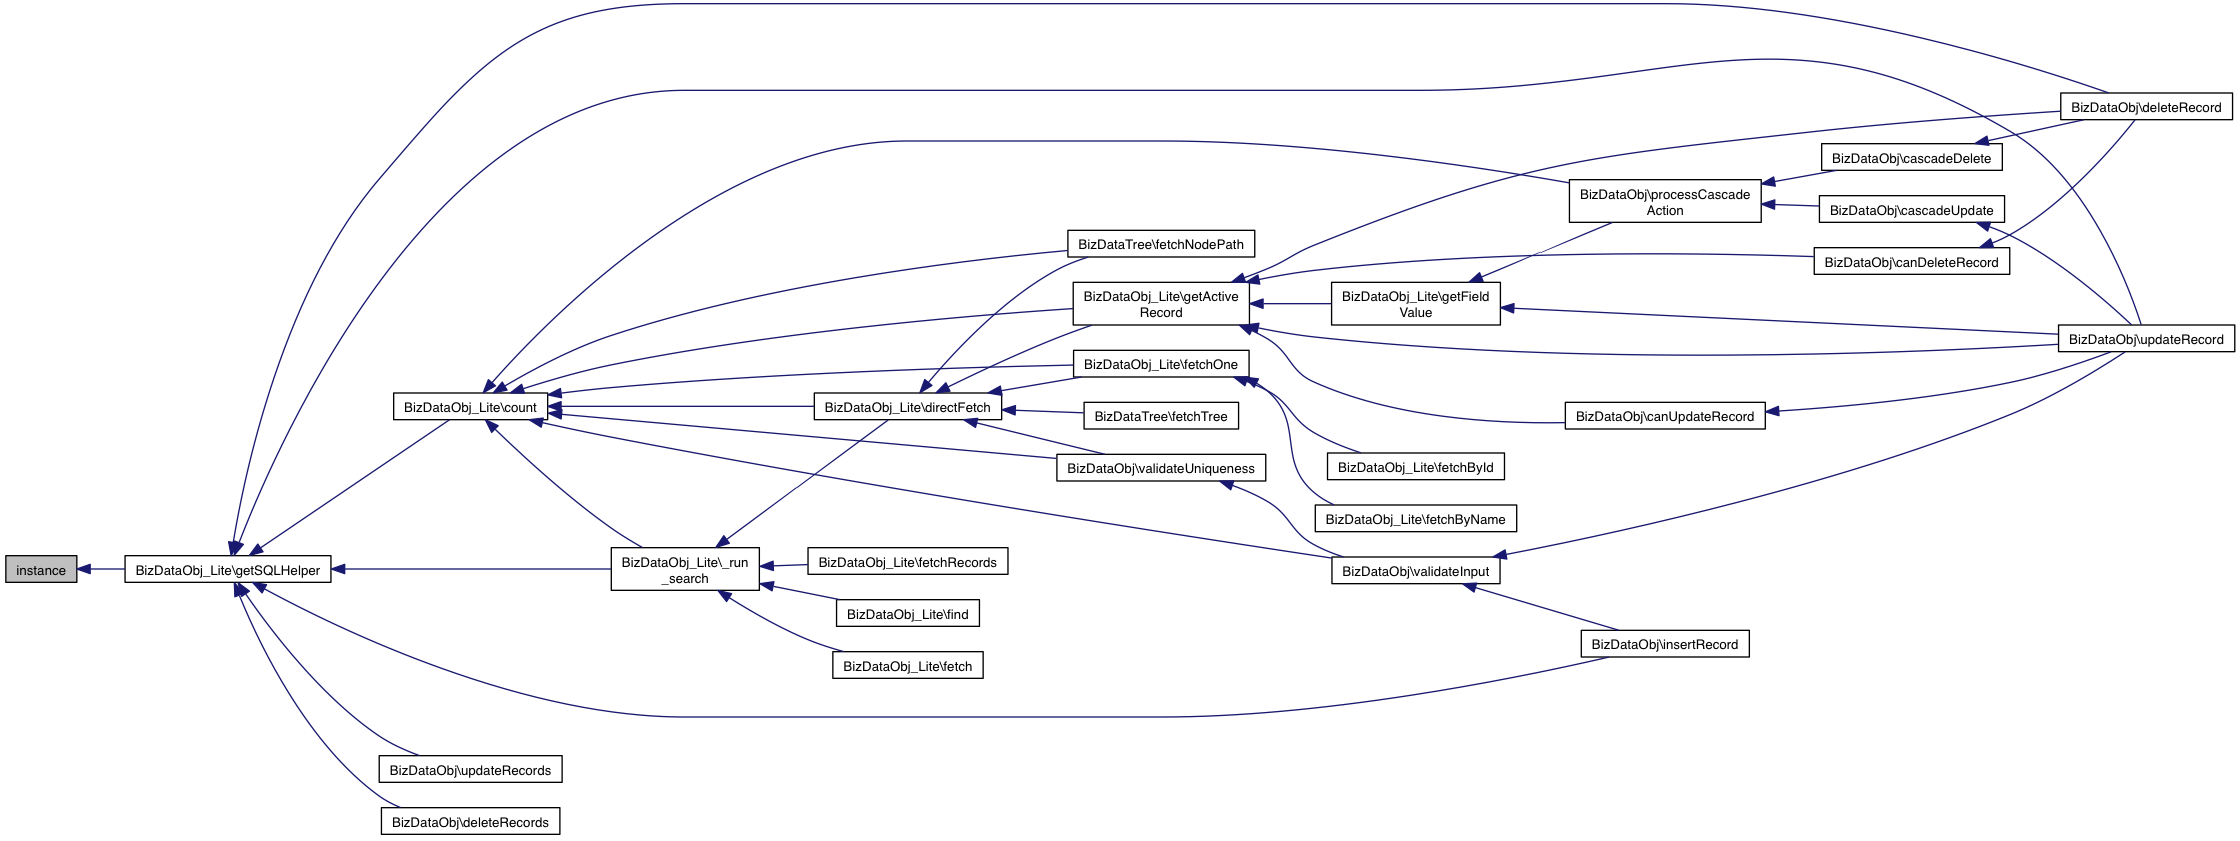 instance
BizDataObj_Lite\getSQLHelper
BizDataObj_Lite\count
BizDataObj\updateRecords
BizDataObj\deleteRecords
BizDataObj_Lite\_run
_search
BizDataObj_Lite\directFetch
BizDataObj_Lite\fetchRecords
BizDataObj_Lite\find
BizDataObj_Lite\fetch
BizDataTree\fetchNodePath
BizDataObj_Lite\getActive
Record
BizDataObj_Lite\fetchOne
BizDataTree\fetchTree
BizDataObj\validateUniqueness
BizDataObj_Lite\getField
Value
BizDataObj_Lite\fetchById
BizDataObj_Lite\fetchByName
BizDataObj\validateInput
BizDataObj\processCascade
Action
BizDataObj\canUpdateRecord
BizDataObj\insertRecord
BizDataObj\cascadeDelete
BizDataObj\cascadeUpdate
BizDataObj\canDeleteRecord
BizDataObj\deleteRecord
BizDataObj\updateRecord